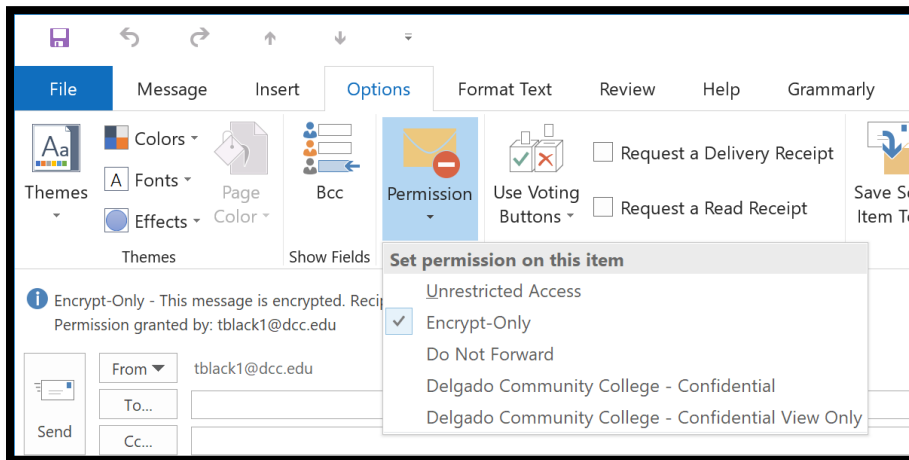 File Message Insert Options Format Text Review Help Grammarly
Aa
Themes
Colors
A Fonts
Effects
Page
Color
Themes
Bcc
Show Fields
Permission
Use Voting
Buttons
Request a Delivery Receipt
Request a Read Receipt
Save Se
Item To
Set permission on this item
Unrestricted Access
Encrypt-Only
Do Not Forward
Delgado Community College - Confidential
Delgado Community College - Confidential View Only
i Encrypt-Only - This message is encrypted. Recip
Permission granted by: tblack1@dcc.edu
Send
From tblack1@dcc.edu
To...
Cc...